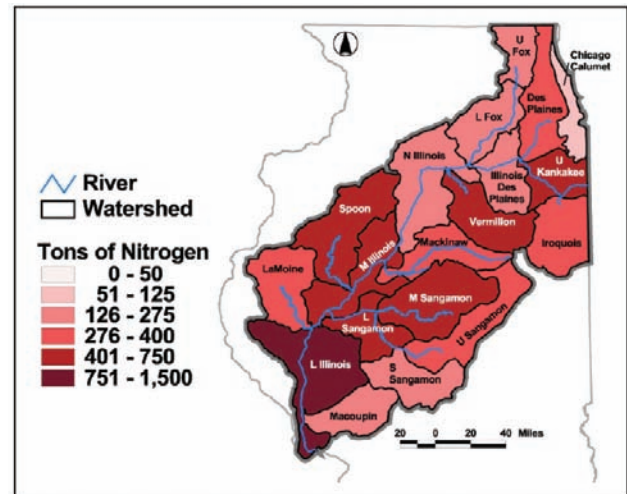 River
Watershed
Tons of Nitrogen
0 - 50
51 - 125
126 - 275
276 - 400
401 - 750
751 - 1,500
U
Fox
Chicago
/Calumet
Des
Plaines
L Fox
N Illinois
Illinois
Des
Plaines
U
Kankakee
Spoon
Vermilion
Iroquois
M Illinois
Mackinaw
LaMoine
M Sangamon
L
Sangamon
U Sangamon
L Illinois
S
Sangamon
Macoupin
20 0 20 40 Miles